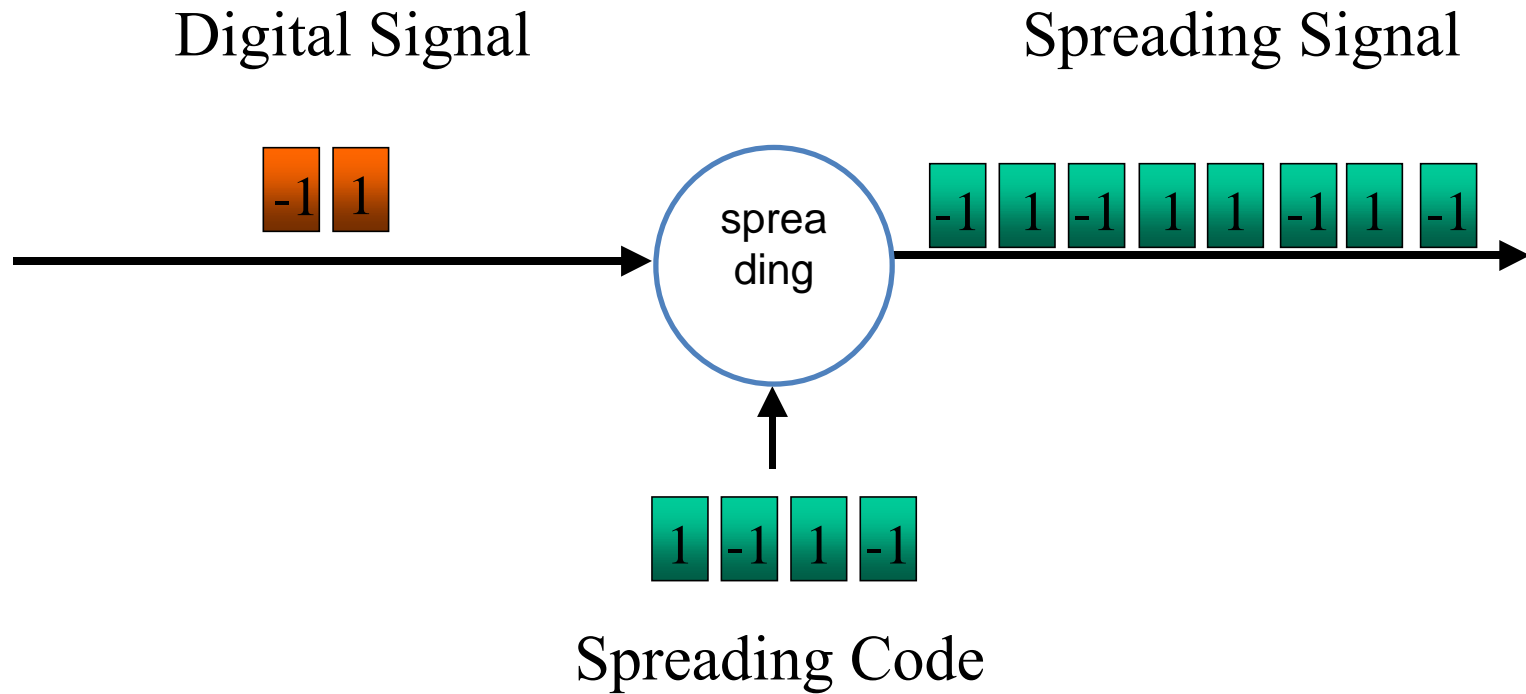 Digital Signal
Spreading Signal
-1 1
-1 1 -1 1 1 -1 1 -1
sprea
ding
1 -1 1 -1
Spreading Code